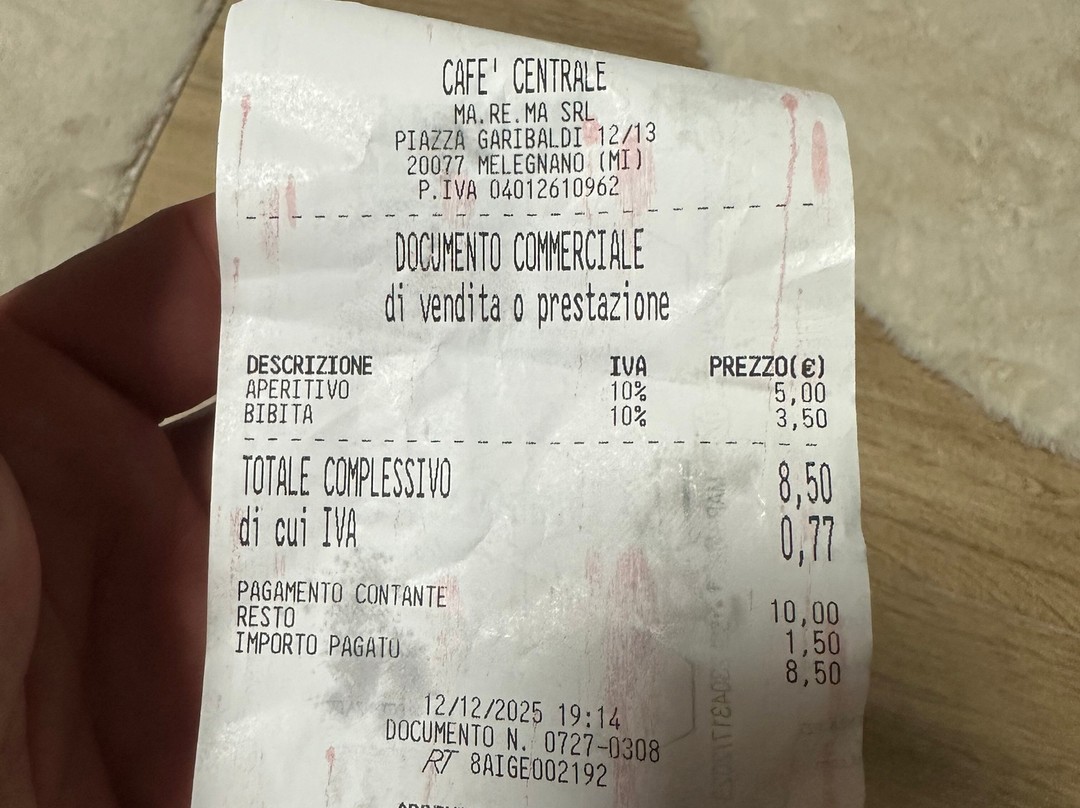 CAFE' CENTRALE
MA.RE.MA SRL
PIAZZA GARIBALDI 12/13
20077 MELEGNANO (MI)
P.IVA 04012610962
DOCUMENTO COMMERCIALE
di vendita o prestazione
DESCRIZIONE IVA PREZZO(€)
APERITIVO 10% 5,00
BIBITA 10% 3,50
TOTALE COMPLESSIVO 8,50
di cui IVA 0,77
PAGAMENTO CONTANTE 10,00
RESTO 1,50
IMPORTO PAGATO 8,50
12/12/2025 19:14
DOCUMENTO N. 0727-0308
RT 8AIGE002192